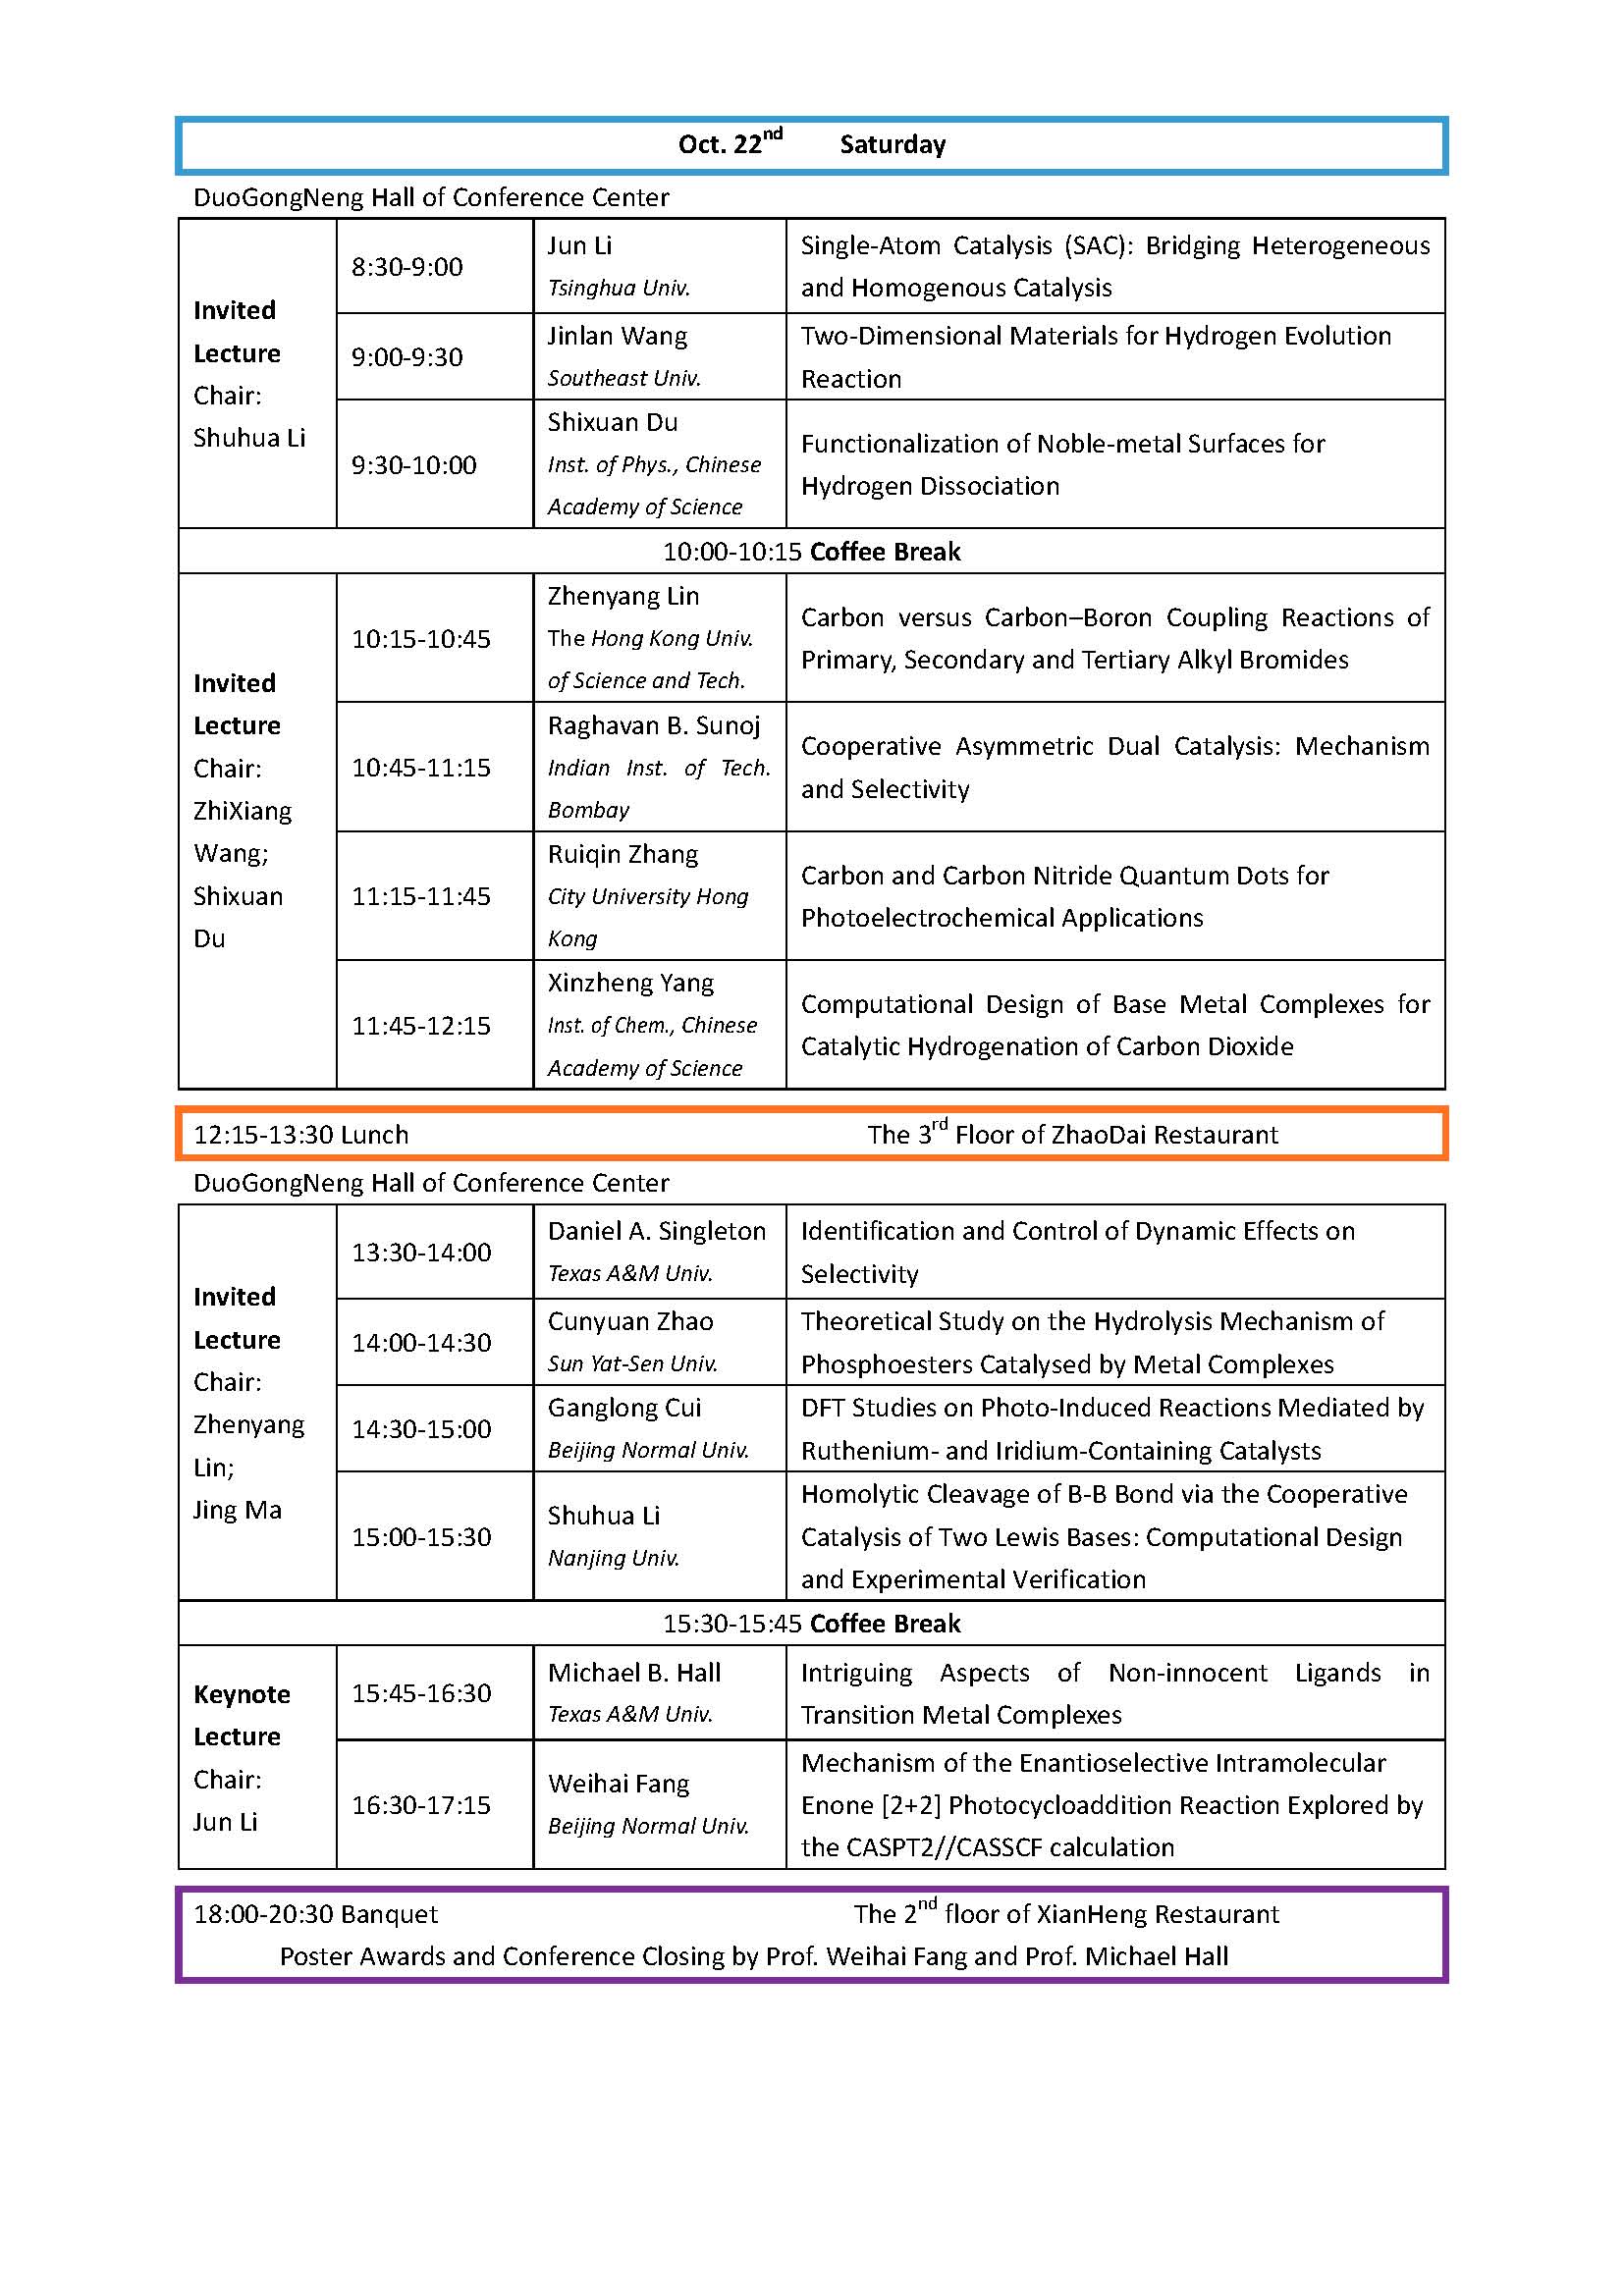 Oct. 22nd Saturday
DuoGongNeng Hall of Conference Center
Invited
Lecture
Chair:
Shuhua Li
8:30-9:00
Jun Li
Tsinghua Univ.
Single-Atom Catalysis (SAC): Bridging Heterogeneous
and Homogenous Catalysis
9:00-9:30
Jinlan Wang
Southeast Univ.
Two-Dimensional Materials for Hydrogen Evolution
Reaction
9:30-10:00
Shixuan Du
Inst. of Phys., Chinese
Academy of Science
Functionalization of Noble-metal Surfaces for
Hydrogen Dissociation
10:00-10:15 Coffee Break
Invited
Lecture
Chair:
ZhiXiang
Wang;
Shixuan
Du
10:15-10:45
Zhenyang Lin
The Hong Kong Univ.
of Science and Tech.
Carbon versus Carbon–Boron Coupling Reactions of
Primary, Secondary and Tertiary Alkyl Bromides
10:45-11:15
Raghavan B. Sunoj
Indian Inst. of Tech.
Bombay
Cooperative Asymmetric Dual Catalysis: Mechanism
and Selectivity
11:15-11:45
Ruiqin Zhang
City University Hong
Kong
Carbon and Carbon Nitride Quantum Dots for
Photoelectrochemical Applications
11:45-12:15
Xinzheng Yang
Inst. of Chem., Chinese
Academy of Science
Computational Design of Base Metal Complexes for
Catalytic Hydrogenation of Carbon Dioxide
12:15-13:30 Lunch The 3rd Floor of ZhaoDai Restaurant
DuoGongNeng Hall of Conference Center
Invited
Lecture
Chair:
Zhenyang
Lin;
Jing Ma
13:30-14:00
Daniel A. Singleton
Texas A&M Univ.
Identification and Control of Dynamic Effects on
Selectivity
14:00-14:30
Cunyuan Zhao
Sun Yat-Sen Univ.
Theoretical Study on the Hydrolysis Mechanism of
Phosphoesters Catalysed by Metal Complexes
14:30-15:00
Ganglong Cui
Beijing Normal Univ.
DFT Studies on Photo-Induced Reactions Mediated by
Ruthenium- and Iridium-Containing Catalysts
15:00-15:30
Shuhua Li
Nanjing Univ.
Homolytic Cleavage of B-B Bond via the Cooperative
Catalysis of Two Lewis Bases: Computational Design
and Experimental Verification
15:30-15:45 Coffee Break
Keynote
Lecture
Chair:
Jun Li
15:45-16:30
Michael B. Hall
Texas A&M Univ.
Intriguing Aspects of Non-innocent Ligands in
Transition Metal Complexes
16:30-17:15
Weihai Fang
Beijing Normal Univ.
Mechanism of the Enantioselective Intramolecular
Enone [2+2] Photocycloaddition Reaction Explored by
the CASPT2//CASSCF calculation
18:00-20:30 Banquet The 2nd floor of XianHeng Restaurant
Poster Awards and Conference Closing by Prof. Weihai Fang and Prof. Michael Hall